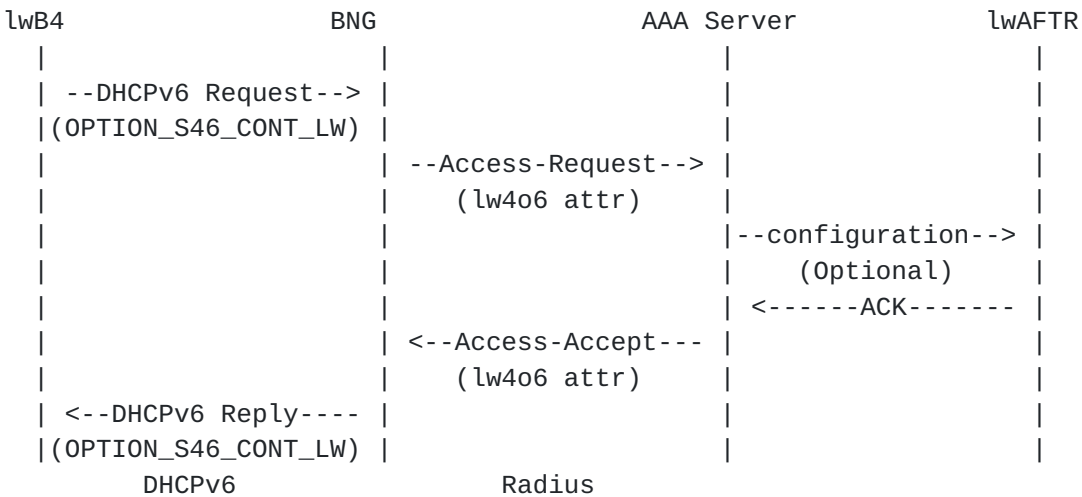 lwB4                 BNG                 AAA Server            lwAFTR
  |                     |                     |                   |
  | --DHCPv6 Request--> |                     |                   |
  |(OPTION_S46_CONT_LW) |                     |                   |
  |                     | --Access-Request--> |                   |
  |                     |    (lw4o6 attr)     |                   |
  |                     |                     |--configuration--> |
  |                     |                     |    (Optional)     |
  |                     |                     | <------ACK------- |
  |                     | <--Access-Accept--- |                   |
  |                     |    (lw4o6 attr)     |                   |
  | <--DHCPv6 Reply---- |                     |                   |
  |(OPTION_S46_CONT_LW) |                     |                   |
         DHCPv6                 Radius